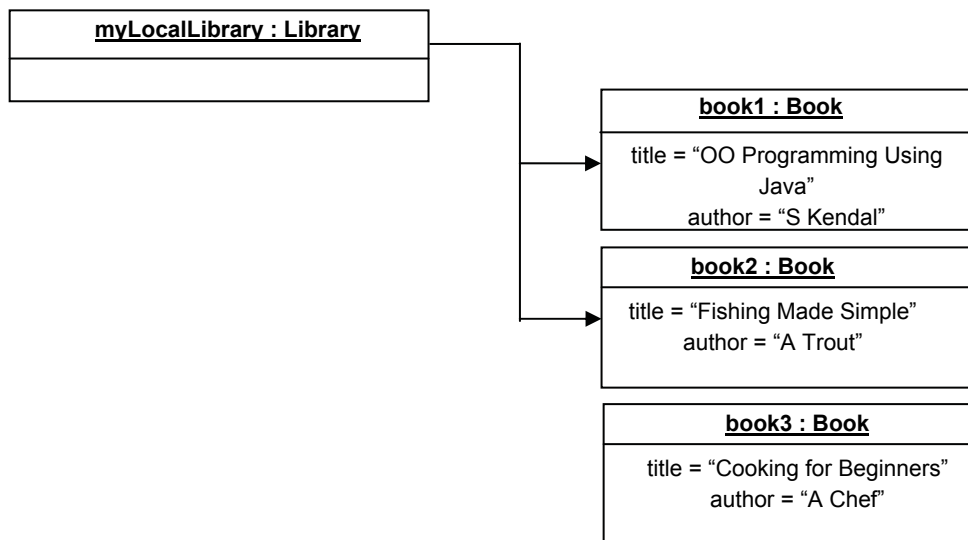 myLocalLibrary : Library
book1 : Book
title = “OO Programming Using
Java”
author = “S Kendal”
book2 : Book
title = “Fishing Made Simple”
author = “A Trout”
book3 : Book
title = “Cooking for Beginners”
author = “A Chef”